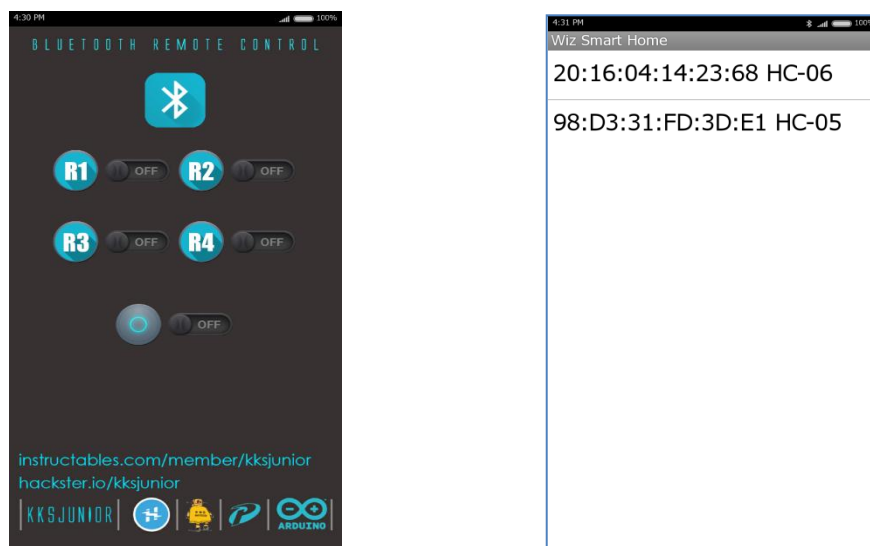 4:30 PM 100%
BLUETOOTH REMOTE CONTROL
R1 OFF R2 OFF
R3 OFF R4 OFF
OFF
instructables.com/member/kksjunior
hackster.io/kksjunior
KKSJUNIOR ARDUINO
4:31 PM 100%
Wiz Smart Home
20:16:04:14:23:68 HC-06
98:D3:31:FD:3D:E1 HC-05